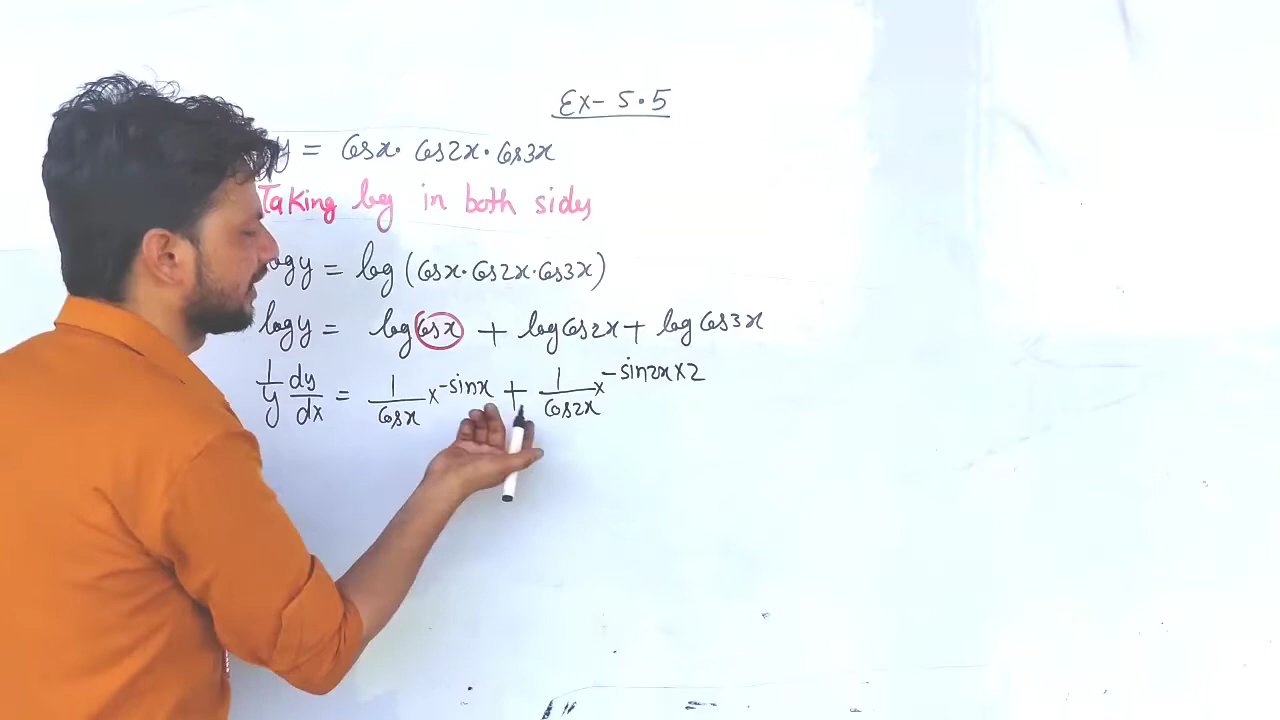 Ex- 5.5
y = Cosx. Cos2x. Cos3x
Taking log in both sides
logy = log (Cosx.Cos2x.Cos3x)
logy = log Cosx + log Cos2x + log Cos3x
1/y dy/dx = 1/Cosx x -sinx + 1/Cos2x x -sin2x x 2